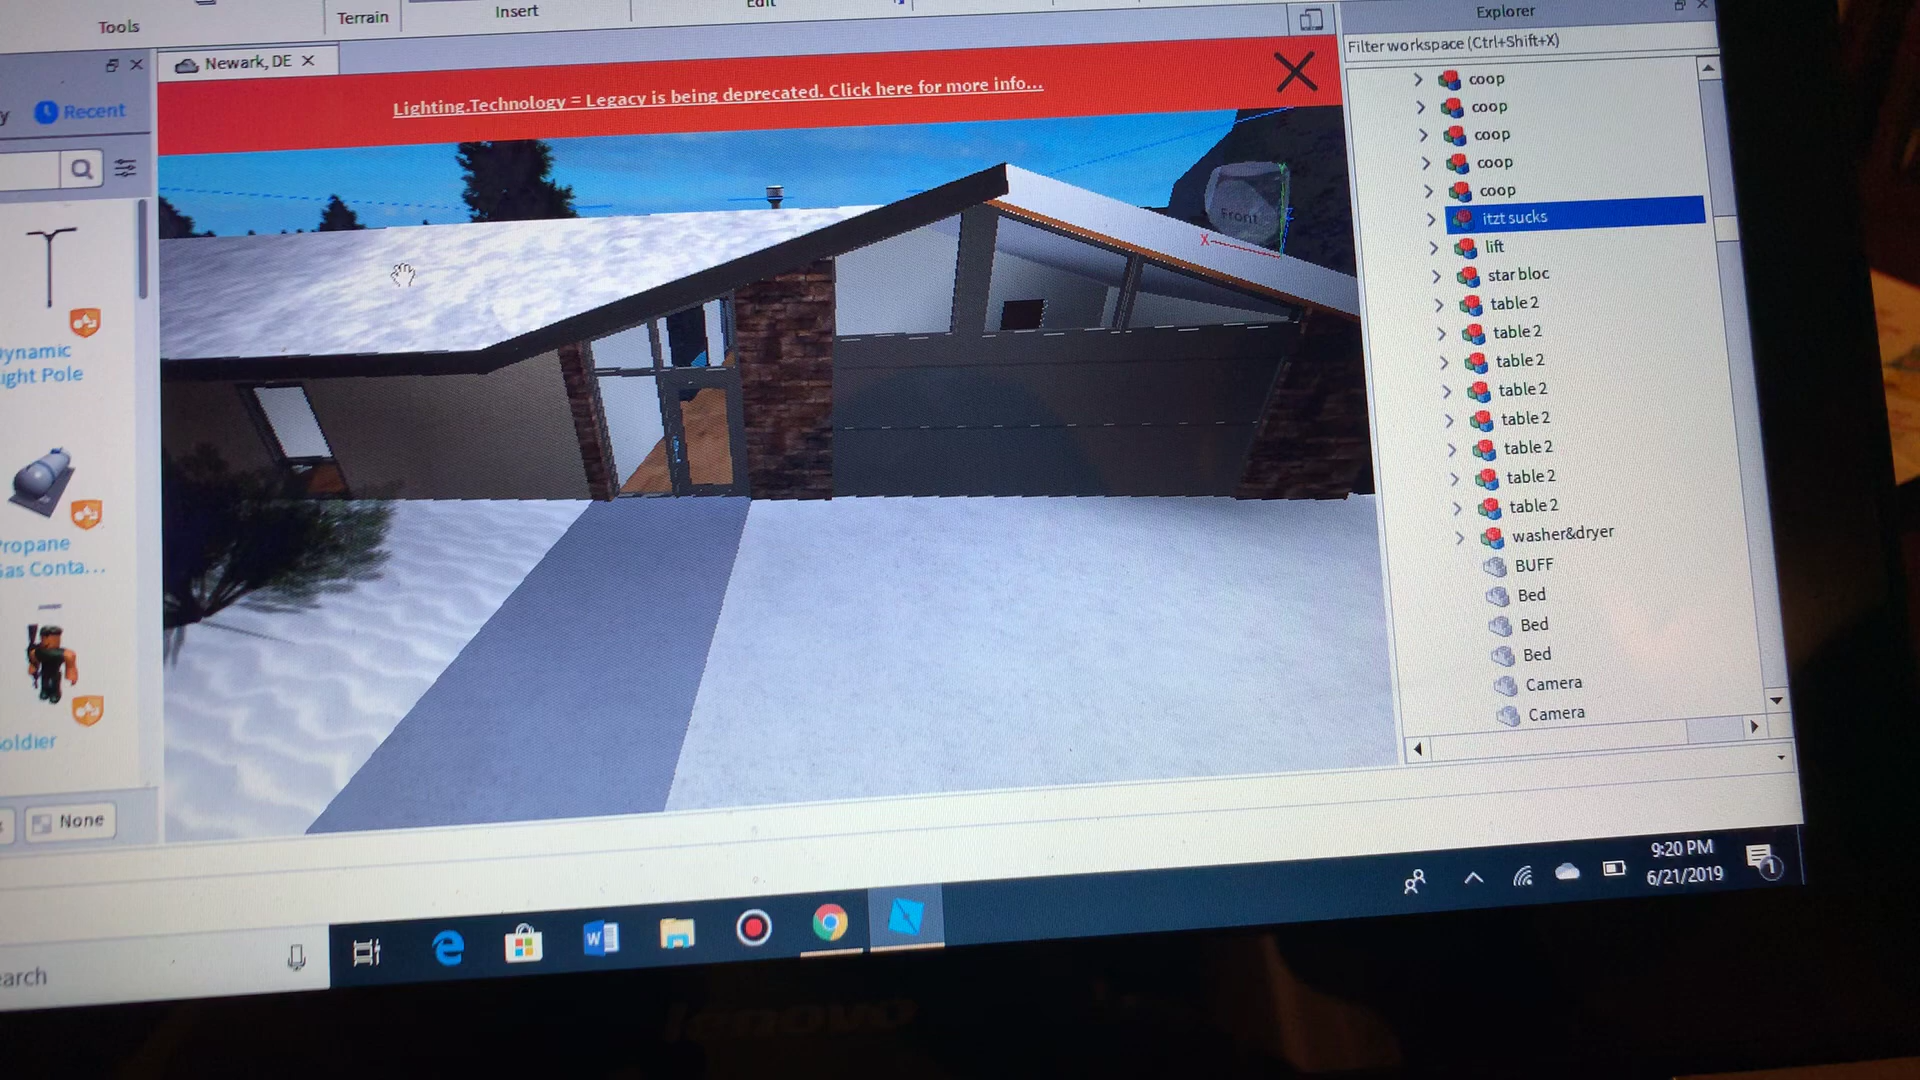 Tools
Terrain
Insert
Edit
Explorer
Filter workspace (Ctrl+Shift+X)
Newark, DE
Recent
Lighting.Technology = Legacy is being deprecated. Click here for more info...
X
Front
X
Z
ynamic
ight Pole
ropane
as Conta...
oldier
None
coop
coop
coop
coop
coop
itzt sucks
lift
star bloc
table 2
table 2
table 2
table 2
table 2
table 2
table 2
table 2
washer&dryer
BUFF
Bed
Bed
Bed
Camera
Camera
9:20 PM
6/21/2019
1
earch
lenovo